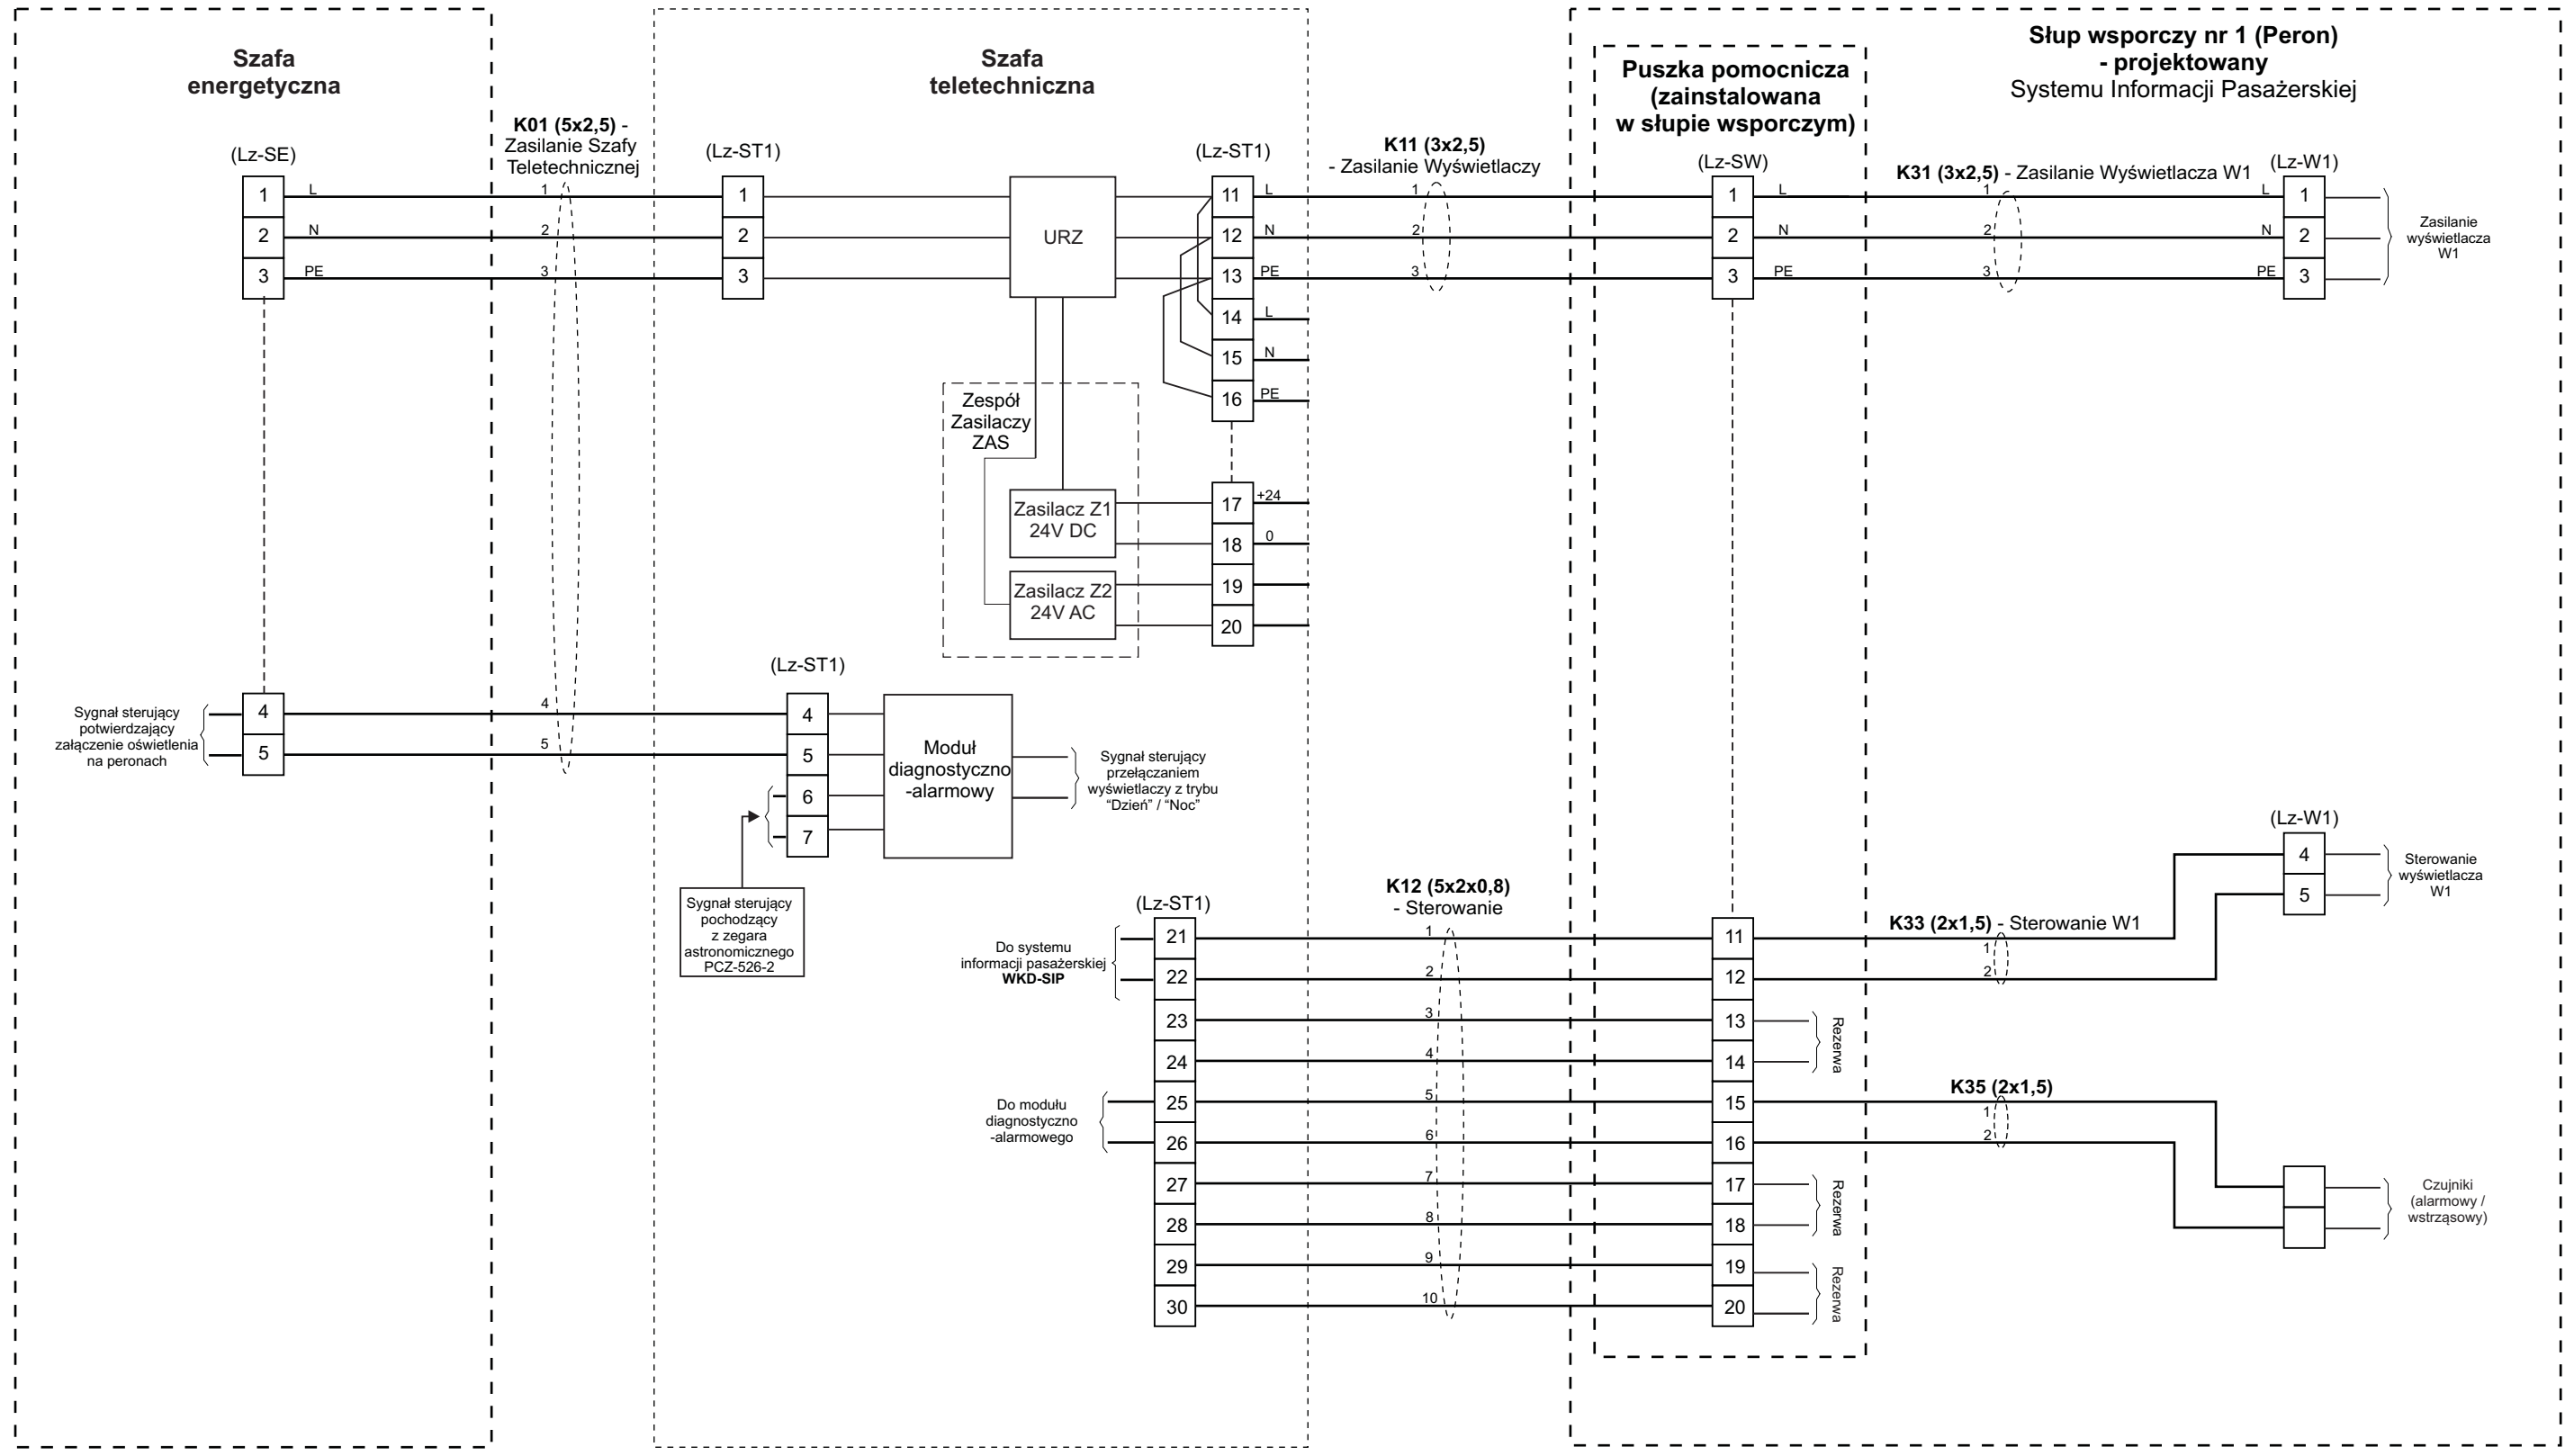 Szafa
energetyczna
(Lz-SE)
1
2
3
L
N
PE
4
5
Sygnał sterujący
potwierdzający
załączenie oświetlenia
na peronach
K01 (5x2,5) -
Zasilanie Szafy
Teletechnicznej
1
2
3
4
5
Szafa
teletechniczna
(Lz-ST1)
1
2
3
URZ
(Lz-ST1)
11
12
13
14
15
16
L
N
PE
L
N
PE
Zespół
Zasilaczy
ZAS
Zasilacz Z1
24V DC
Zasilacz Z2
24V AC
17
18
19
20
+24
0
(Lz-ST1)
4
5
6
7
Moduł
diagnostyczno
-alarmowy
Sygnał sterujący
przełączaniem
wyświetlaczy z trybu
“Dzień” / “Noc”
Sygnał sterujący
pochodzący
z zegara
astronomicznego
PCZ-526-2
(Lz-ST1)
21
22
23
24
25
26
27
28
29
30
Do systemu
informacji pasażerskiej
WKD-SIP
Do modułu
diagnostyczno
-alarmowego
K11 (3x2,5)
- Zasilanie Wyświetlaczy
1
2
3
K12 (5x2x0,8)
- Sterowanie
1
2
3
4
5
6
7
8
9
10
Słup wsporczy nr 1 (Peron)
- projektowany
Systemu Informacji Pasażerskiej
Puszka pomocnicza
(zainstalowana
w słupie wsporczym)
(Lz-SW)
1
2
3
L
N
PE
11
12
13
14
15
16
17
18
19
20
Rezerwa
Rezerwa
Rezerwa
K31 (3x2,5) - Zasilanie Wyświetlacza W1
1
2
3
L
N
PE
(Lz-W1)
1
2
3
Zasilanie
wyświetlacza
W1
K33 (2x1,5) - Sterowanie W1
1
2
(Lz-W1)
4
5
Sterowanie
wyświetlacza
W1
K35 (2x1,5)
1
2
Czujniki
(alarmowy /
wstrząsowy)